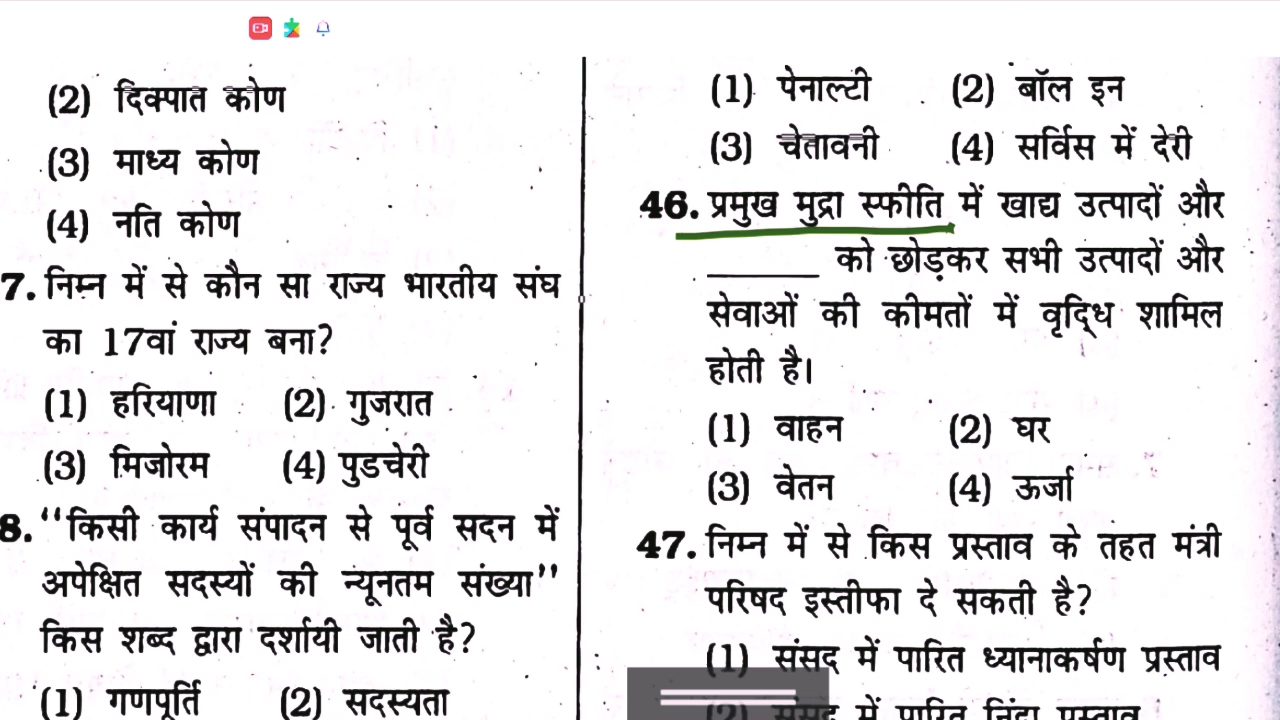 (2) दिक्पात कोण
(3) माध्य कोण
(4) नति कोण
7. निम्न में से कौन सा राज्य भारतीय संघ
का 17वां राज्य बना?
(1) हरियाणा (2) गुजरात
(3) मिजोरम (4) पुडचेरी
8. ‘‘किसी कार्य संपादन से पूर्व सदन में
अपेक्षित सदस्यों की न्यूनतम संख्या’’
किस शब्द द्वारा दर्शायी जाती है?
(1) गणपूर्ति (2) सदस्यता
(1) पेनाल्टी (2) बॉल इन
(3) चेतावनी (4) सर्विस में देरी
46. प्रमुख मुद्रा स्फीति में खाद्य उत्पादों और
_______ को छोड़कर सभी उत्पादों और
सेवाओं की कीमतों में वृद्धि शामिल
होती है।
(1) वाहन (2) घर
(3) वेतन (4) ऊर्जा
47. निम्न में से किस प्रस्ताव के तहत मंत्री
परिषद इस्तीफा दे सकती है?
(1) संसद में पारित ध्यानाकर्षण प्रस्ताव
(2) संसद में पारित निंदा प्रस्ताव